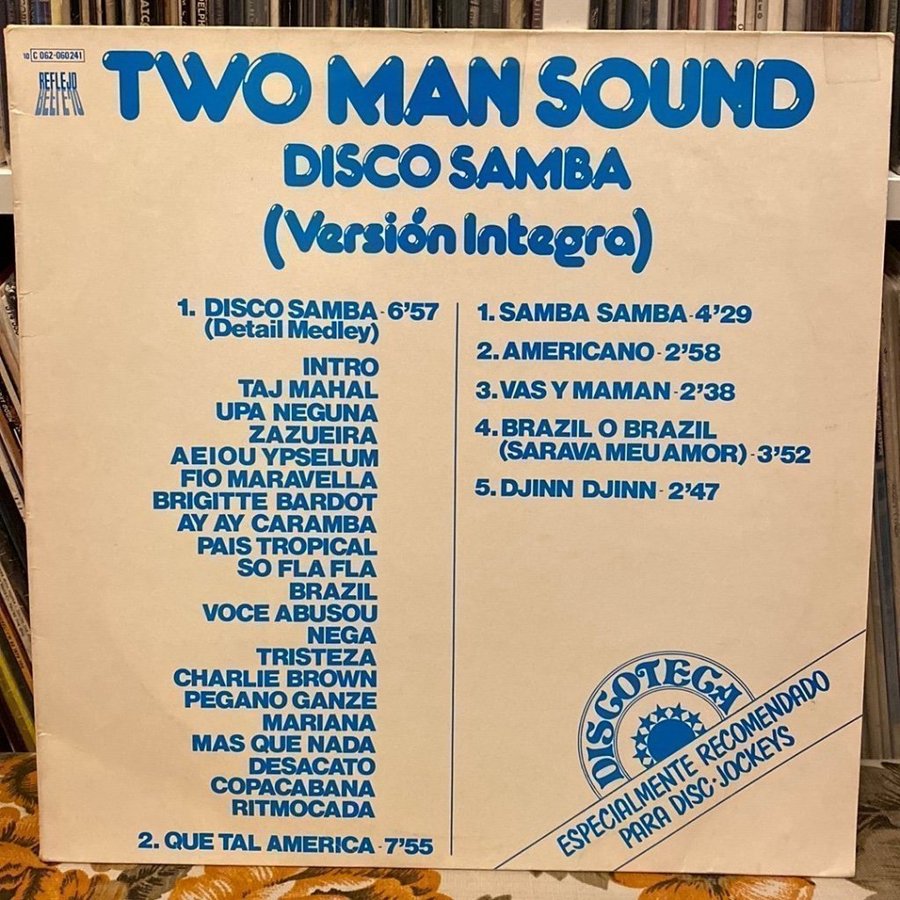 10 C 062-060241
REFLEJO
TWO MAN SOUND
DISCO SAMBA
(Versión Integra)
1. DISCO SAMBA-6'57
(Detail Medley)
INTRO
TAJ MAHAL
UPA NEGUNA
ZAZUEIRA
AEIOU YPSELUM
FIO MARAVELLA
BRIGITTE BARDOT
AY AY CARAMBA
PAIS TROPICAL
SO FLA FLA
BRAZIL
VOCE ABUSOU
NEGA
TRISTEZA
CHARLIE BROWN
PEGANO GANZE
MARIANA
MAS QUE NADA
DESACATO
COPACABANA
RITMOCADA
2. QUE TAL AMERICA-7'55
1. SAMBA SAMBA-4'29
2. AMERICANO-2'58
3. VAS Y MAMAN-2'38
4. BRAZIL O BRAZIL
(SARAVA MEU AMOR)-3'52
5. DJINN DJINN-2'47
DISCOTECA
ESPECIALMENTE RECOMENDADO
PARA DISC-JOCKEYS